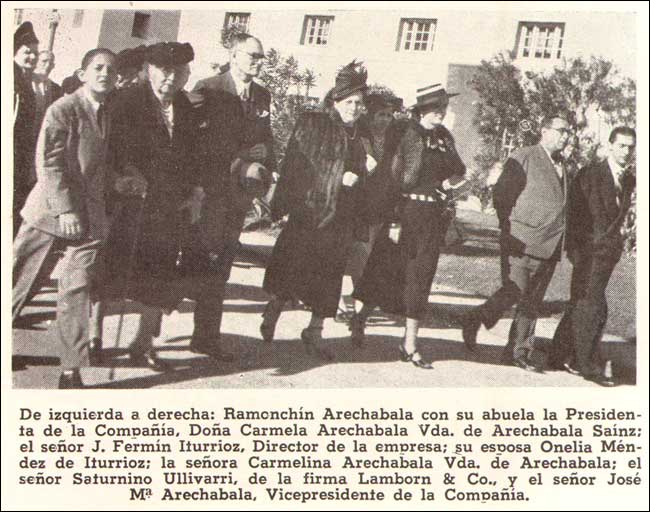 De izquierda a derecha: Ramonchín Arechabala con su abuela la Presiden-
ta de la Compañía, Doña Carmela Arechabala Vda. de Arechabala Saínz;
el señor J. Fermín Iturrioz, Director de la empresa; su esposa Onelia Mén-
dez de Iturrioz; la señora Carmelina Arechabala Vda. de Arechabala; el
señor Saturnino Ullivarri, de la firma Lamborn & Co., y el señor José
Mª Arechabala, Vicepresidente de la Compañía.